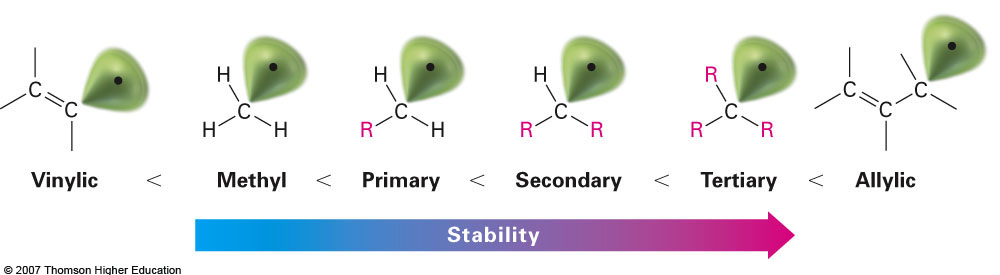 C C
H H H C
H R C H
H R C R
R R C R
C C C
Vinylic < Methyl < Primary < Secondary < Tertiary < Allylic
Stability
© 2007 Thomson Higher Education